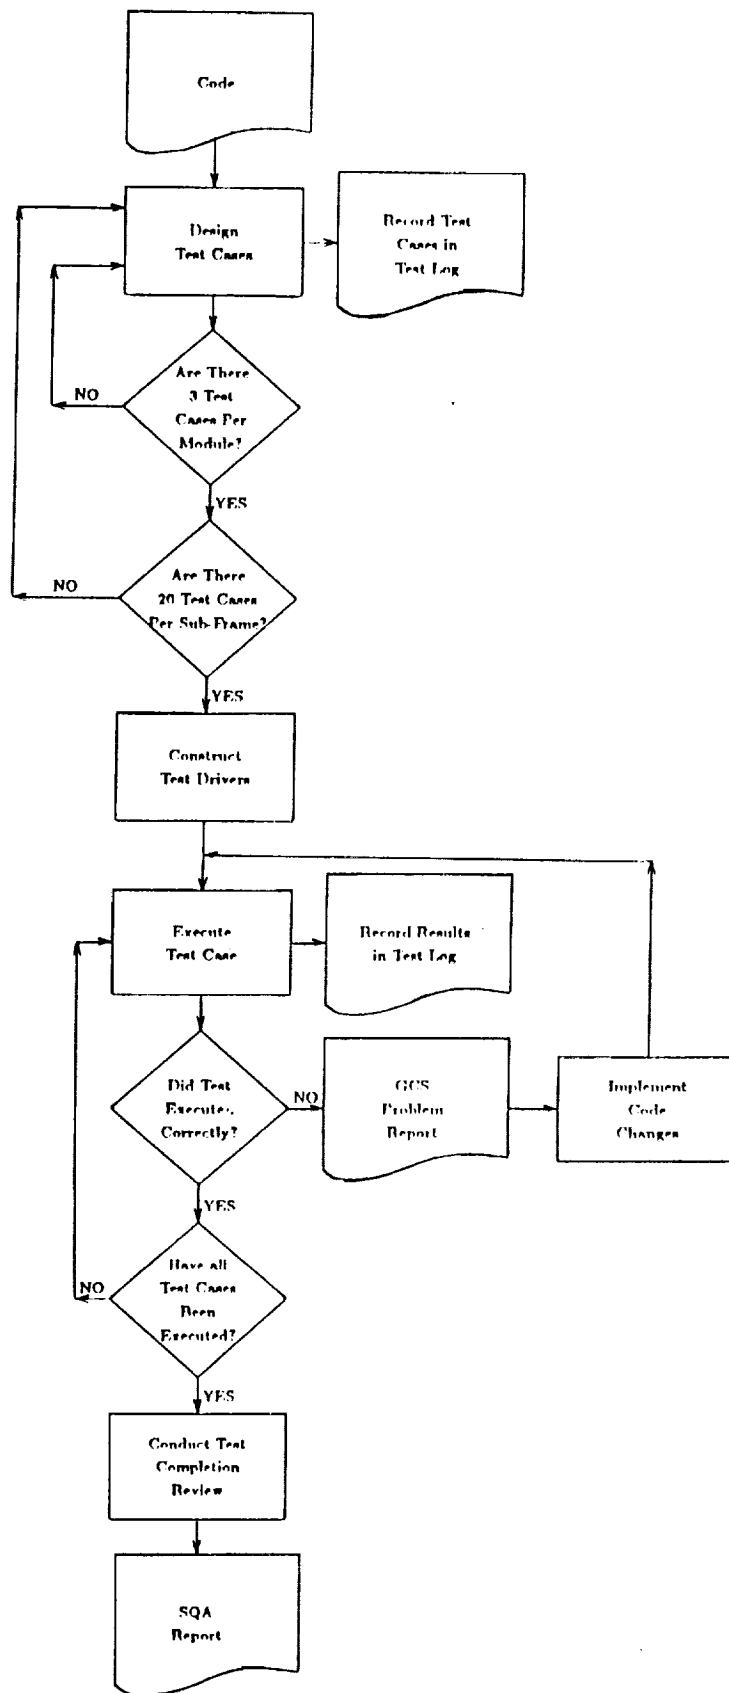 Code
Design
Test Cases
Record Test
Cases in
Test Log
Are There
3 Test
Cases Per
Module?
NO
YES
Are There
20 Test Cases
Per Sub-Frame?
NO
YES
Construct
Test Drivers
Execute
Test Case
Record Results
in Test Log
Did Test
Execute
Correctly?
NO
GCS
Problem
Report
Implement
Code
Changes
YES
Have all
Test Cases
Been
Executed?
NO
YES
Conduct Test
Completion
Review
SQA
Report